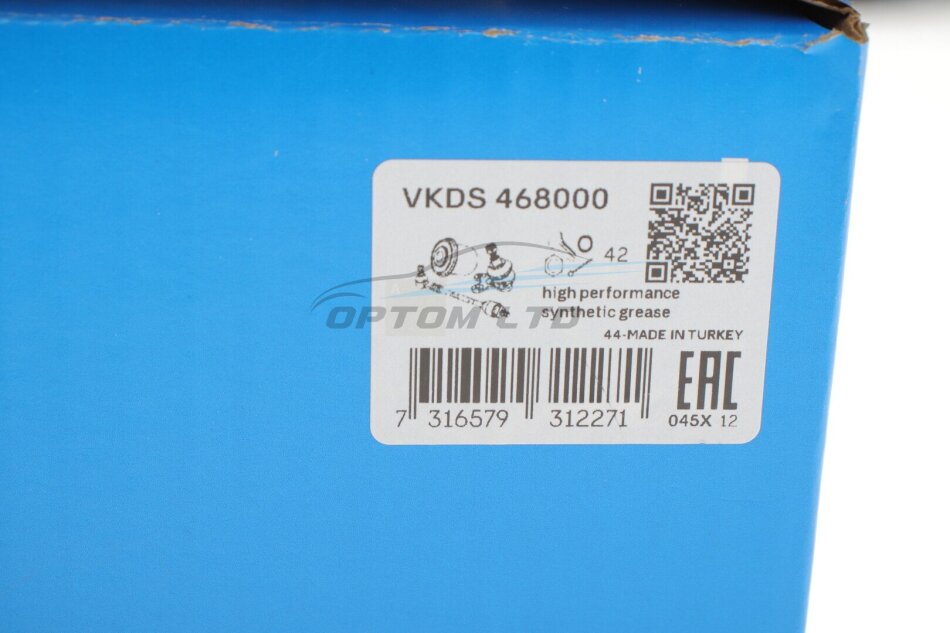 VKDS 468000
42
high performance
synthetic grease
OPTOM LTD
44-MADE IN TURKEY
EAC
7 316579 312271
045X 12